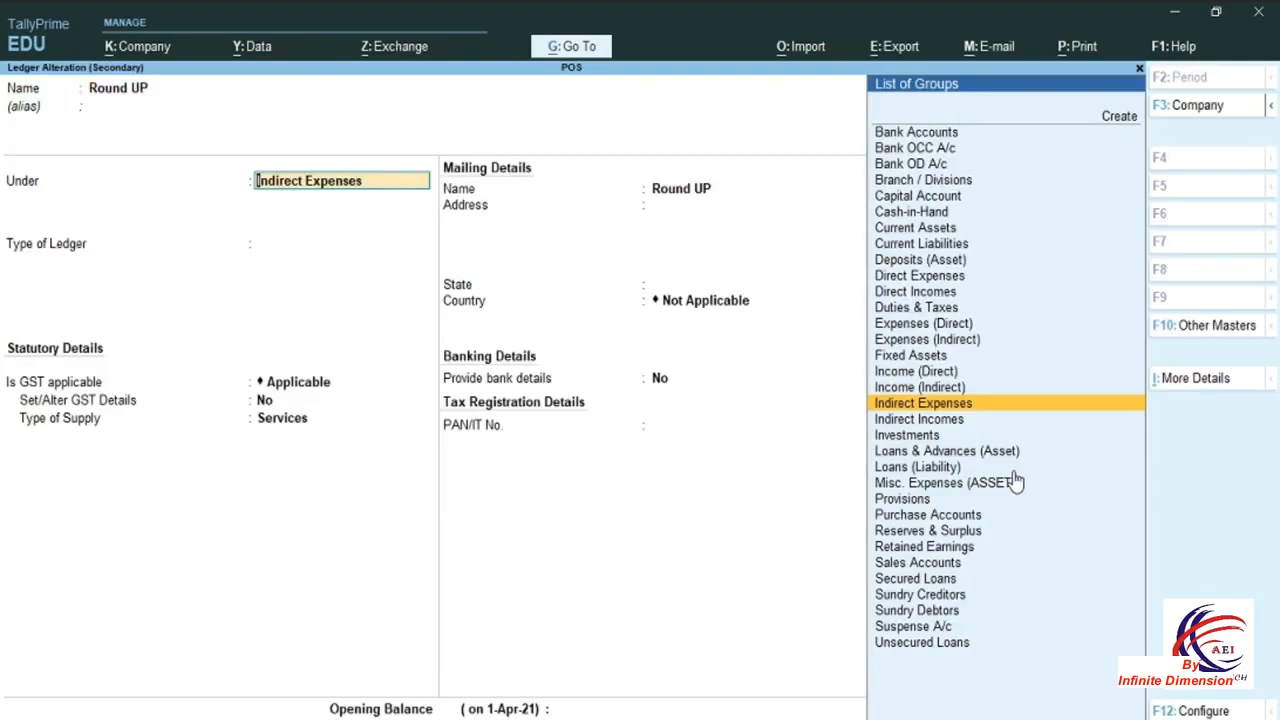 TallyPrime
EDU
MANAGE
K: Company
Y: Data
Z: Exchange
G: Go To
O: Import
E: Export
M: E-mail
P: Print
F1: Help
Ledger Alteration (Secondary)
POS
Name : Round UP
(alias) :
Under : Indirect Expenses
Type of Ledger :
Statutory Details
Is GST applicable : ♦ Applicable
Set/Alter GST Details : No
Type of Supply : Services
Mailing Details
Name : Round UP
Address :
State :
Country : ♦ Not Applicable
Banking Details
Provide bank details : No
Tax Registration Details
PAN/IT No. :
Opening Balance ( on 1-Apr-21) :
List of Groups
Create
Bank Accounts
Bank OCC A/c
Bank OD A/c
Branch / Divisions
Capital Account
Cash-in-Hand
Current Assets
Current Liabilities
Deposits (Asset)
Direct Expenses
Direct Incomes
Duties & Taxes
Expenses (Direct)
Expenses (Indirect)
Fixed Assets
Income (Direct)
Income (Indirect)
Indirect Expenses
Indirect Incomes
Investments
Loans & Advances (Asset)
Loans (Liability)
Misc. Expenses (ASSET
Provisions
Purchase Accounts
Reserves & Surplus
Retained Earnings
Sales Accounts
Secured Loans
Sundry Creditors
Sundry Debtors
Suspense A/c
Unsecured Loans
F2: Period
F3: Company
F4
F5
F6
F7
F8
F9
F10: Other Masters
I: More Details
F12: Configure
AEI
By
Infinite Dimension